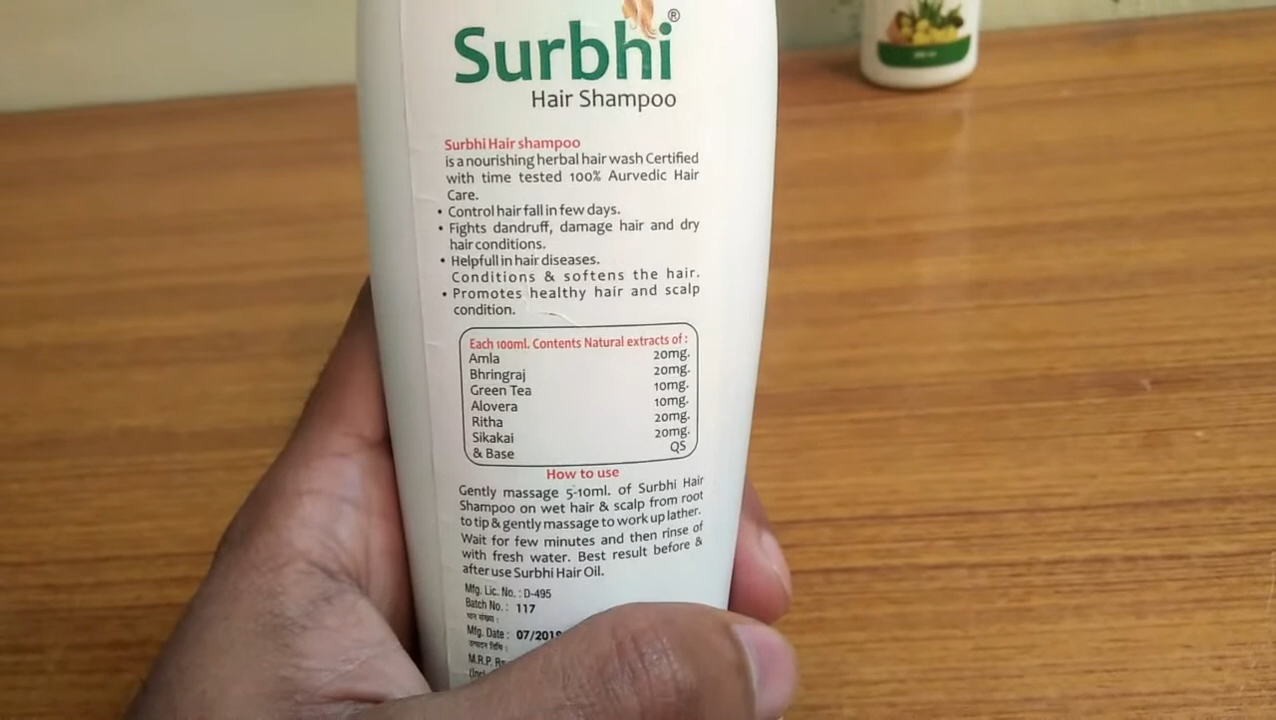 Surbhi®
Hair Shampoo
Surbhi Hair shampoo
is a nourishing herbal hair wash Certified
with time tested 100% Aurvedic Hair
Care.
• Control hair fall in few days.
• Fights dandruff, damage hair and dry
hair conditions.
• Helpfull in hair diseases.
Conditions & softens the hair.
• Promotes healthy hair and scalp
condition.
Each 100ml. Contents Natural extracts of :
Amla 20mg.
Bhringraj 20mg.
Green Tea 10mg.
Alovera 10mg.
Ritha 20mg.
Sikakai 20mg.
& Base QS
How to use
Gently massage 5-10ml. of Surbhi Hair
Shampoo on wet hair & scalp from root
to tip & gently massage to work up lather.
Wait for few minutes and then rinse of
with fresh water. Best result before &
after use Surbhi Hair Oil.
Mfg. Lic. No. : D-495
Batch No. : 117
मान संख्या :
Mfg. Date : 07/2019
उत्पादन तिथि :
M.R.P. Rs